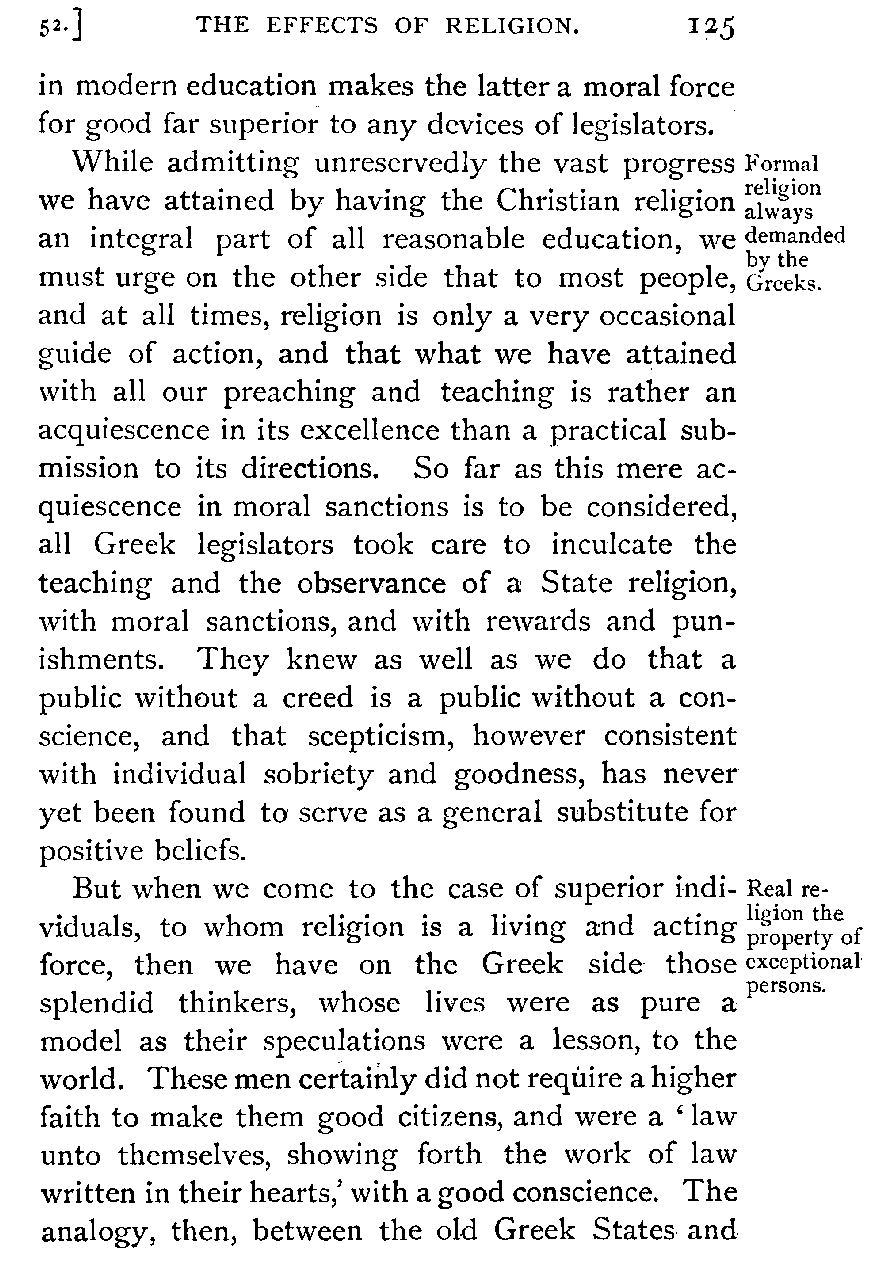 52.] THE EFFECTS OF RELIGION. 125
in modern education makes the latter a moral force
for good far superior to any devices of legislators.
While admitting unreservedly the vast progress
we have attained by having the Christian religion
an integral part of all reasonable education, we
must urge on the other side that to most people,
and at all times, religion is only a very occasional
guide of action, and that what we have attained
with all our preaching and teaching is rather an
acquiescence in its excellence than a practical sub-
mission to its directions. So far as this mere ac-
quiescence in moral sanctions is to be considered,
all Greek legislators took care to inculcate the
teaching and the observance of a State religion,
with moral sanctions, and with rewards and pun-
ishments. They knew as well as we do that a
public without a creed is a public without a con-
science, and that scepticism, however consistent
with individual sobriety and goodness, has never
yet been found to serve as a general substitute for
positive beliefs.
But when we come to the case of superior indi-
viduals, to whom religion is a living and acting
force, then we have on the Greek side those
splendid thinkers, whose lives were as pure a
model as their speculations were a lesson, to the
world. These men certainly did not require a higher
faith to make them good citizens, and were a ‘law
unto themselves, showing forth the work of law
written in their hearts,’ with a good conscience. The
analogy, then, between the old Greek States and
Formal
religion
always
demanded
by the
Greeks.
Real re-
ligion the
property of
exceptional
persons.